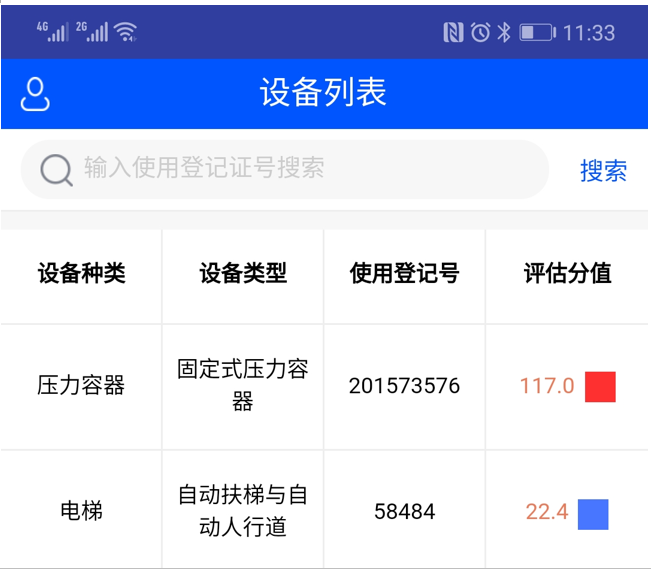 4G 2G 11:33
设备列表
输入使用登记证号搜索 搜索
设备种类 设备类型 使用登记号 评估分值
压力容器 固定式压力容 201573576 117.0
器
电梯 自动扶梯与自 58484 22.4
动人行道